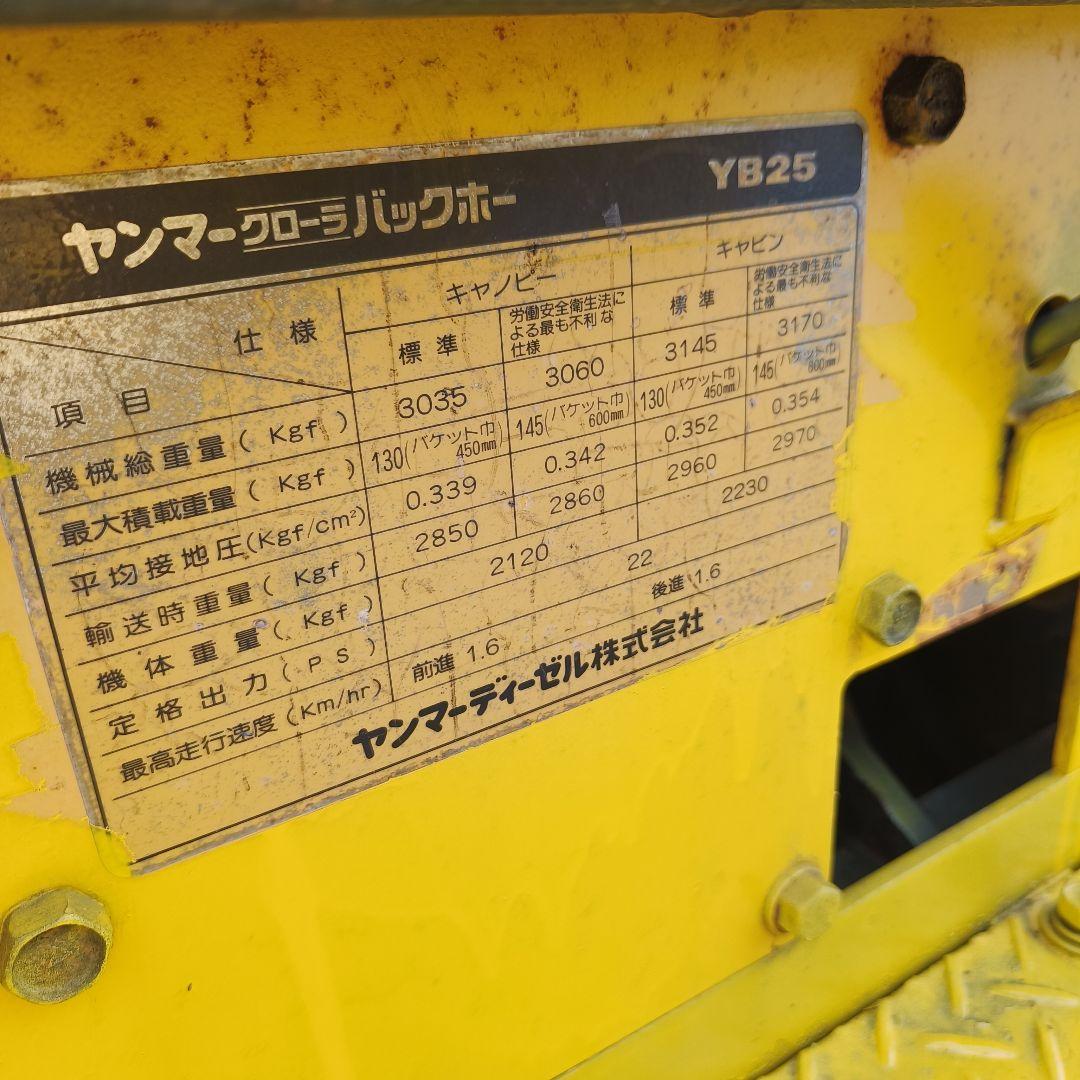 ヤンマークローラバックホー YB25
仕様 キャノピー キャビン
項目 標準 労働安全衛生法による最も不利な仕様 標準 労働安全衛生法による最も不利な仕様
機械総重量(Kgf) 3035 3060 3145 3170
最大積載重量(Kgf) 130(バケット巾450mm) 145(バケット巾600mm) 130(バケット巾450mm) 145(バケット巾600mm)
平均接地圧(Kgf/cm²) 0.339 0.342 0.352 0.354
輸送時重量(Kgf) 2850 2860 2960 2970
機体重量(Kgf) 2120 2230
定格出力(PS) 22
最高走行速度(Km/hr) 前進 1.6 後進 1.6
ヤンマーディーゼル株式会社